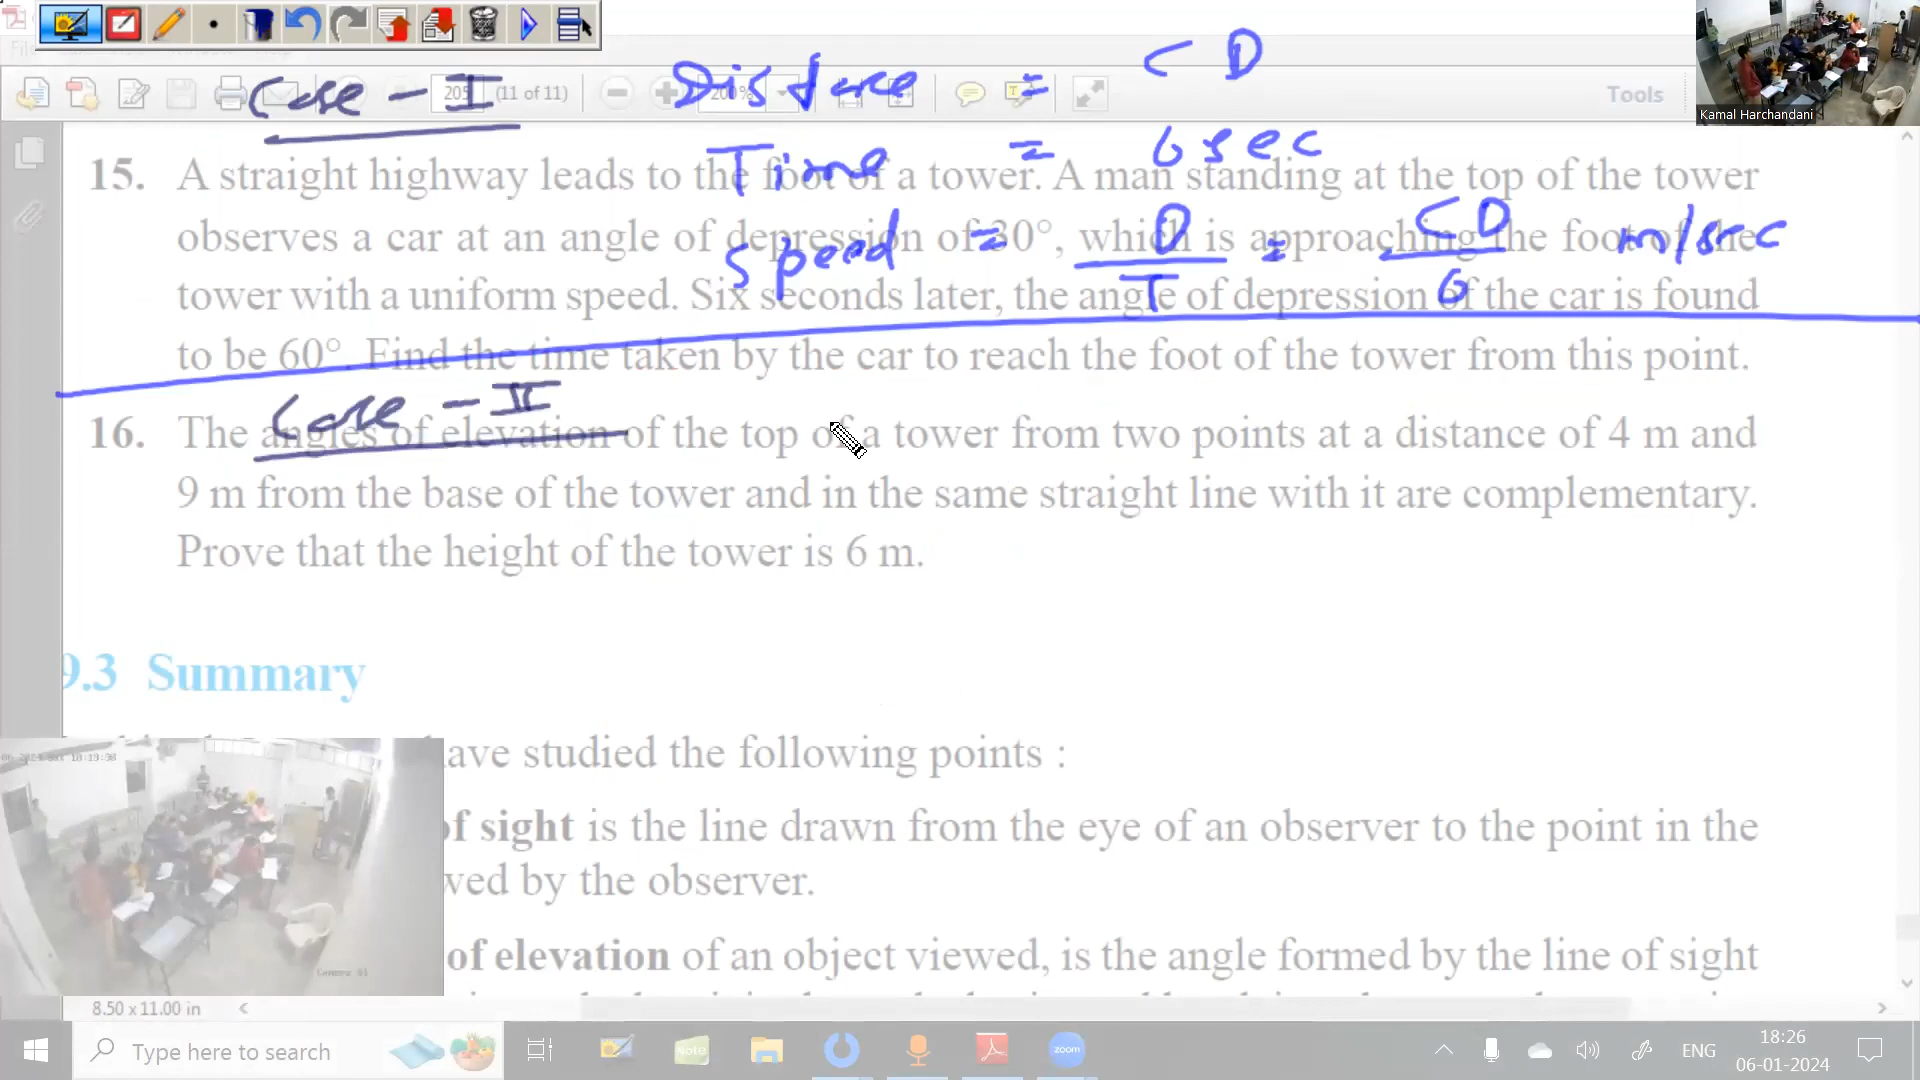 Case - I Distance = CD
205 (11 of 11) 200% Tools
Kamal Harchandani
Time = 6 sec
15. A straight highway leads to the foot of a tower. A man standing at the top of the tower
observes a car at an angle of depression of 30°, which is approaching the foot of the
Speed = D/T = CD/6 m/sec
tower with a uniform speed. Six seconds later, the angle of depression of the car is found
to be 60°. Find the time taken by the car to reach the foot of the tower from this point.
Case - II
16. The angles of elevation of the top of a tower from two points at a distance of 4 m and
9 m from the base of the tower and in the same straight line with it are complementary.
Prove that the height of the tower is 6 m.
9.3 Summary
ave studied the following points :
of sight is the line drawn from the eye of an observer to the point in the
wed by the observer.
of elevation of an object viewed, is the angle formed by the line of sight
8.50 x 11.00 in
Type here to search
note
zoom
ENG
18:26
06-01-2024